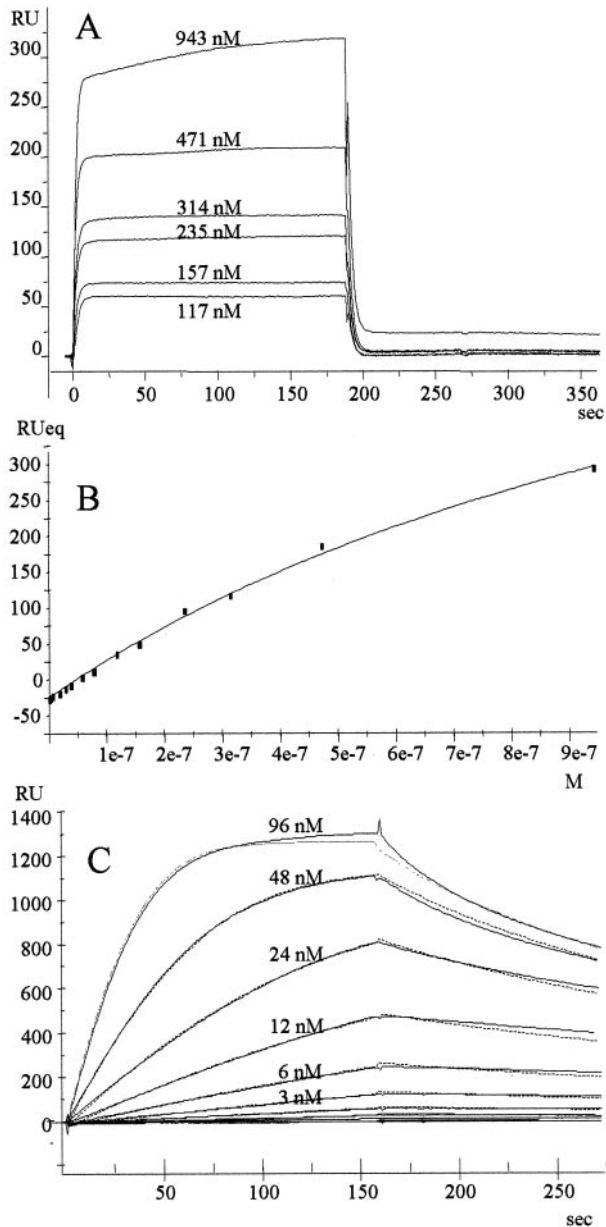 RU
A
300
250
200
150
100
50
0
943 nM
471 nM
314 nM
235 nM
157 nM
117 nM
0 50 100 150 200 250 300 350
sec
RUeq
B
300
250
200
150
100
50
0
-50
1e-7 2e-7 3e-7 4e-7 5e-7 6e-7 7e-7 8e-7 9e-7
M
RU
C
1400
1200
1000
800
600
400
200
0
96 nM
48 nM
24 nM
12 nM
6 nM
3 nM
50 100 150 200 250
sec